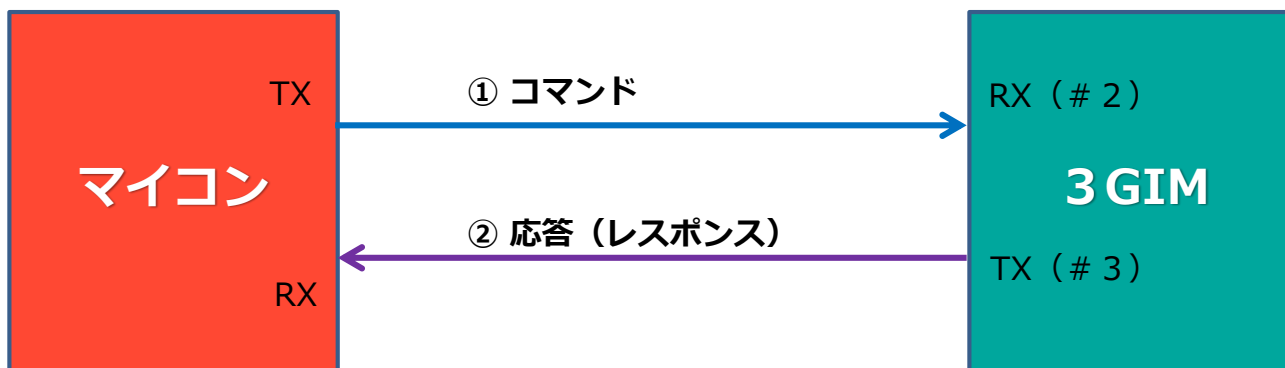 TX
① コマンド
RX（＃２）
マイコン
３GIM
② 応答（レスポンス）
RX
TX（＃３）